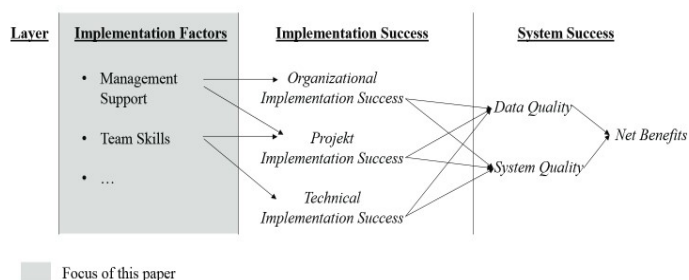 Layer
Implementation Factors
Implementation Success
System Success
• Management
Support
• Team Skills
• …
Organizational
Implementation Success
Projekt
Implementation Success
Technical
Implementation Success
Data Quality
System Quality
Net Benefits
Focus of this paper